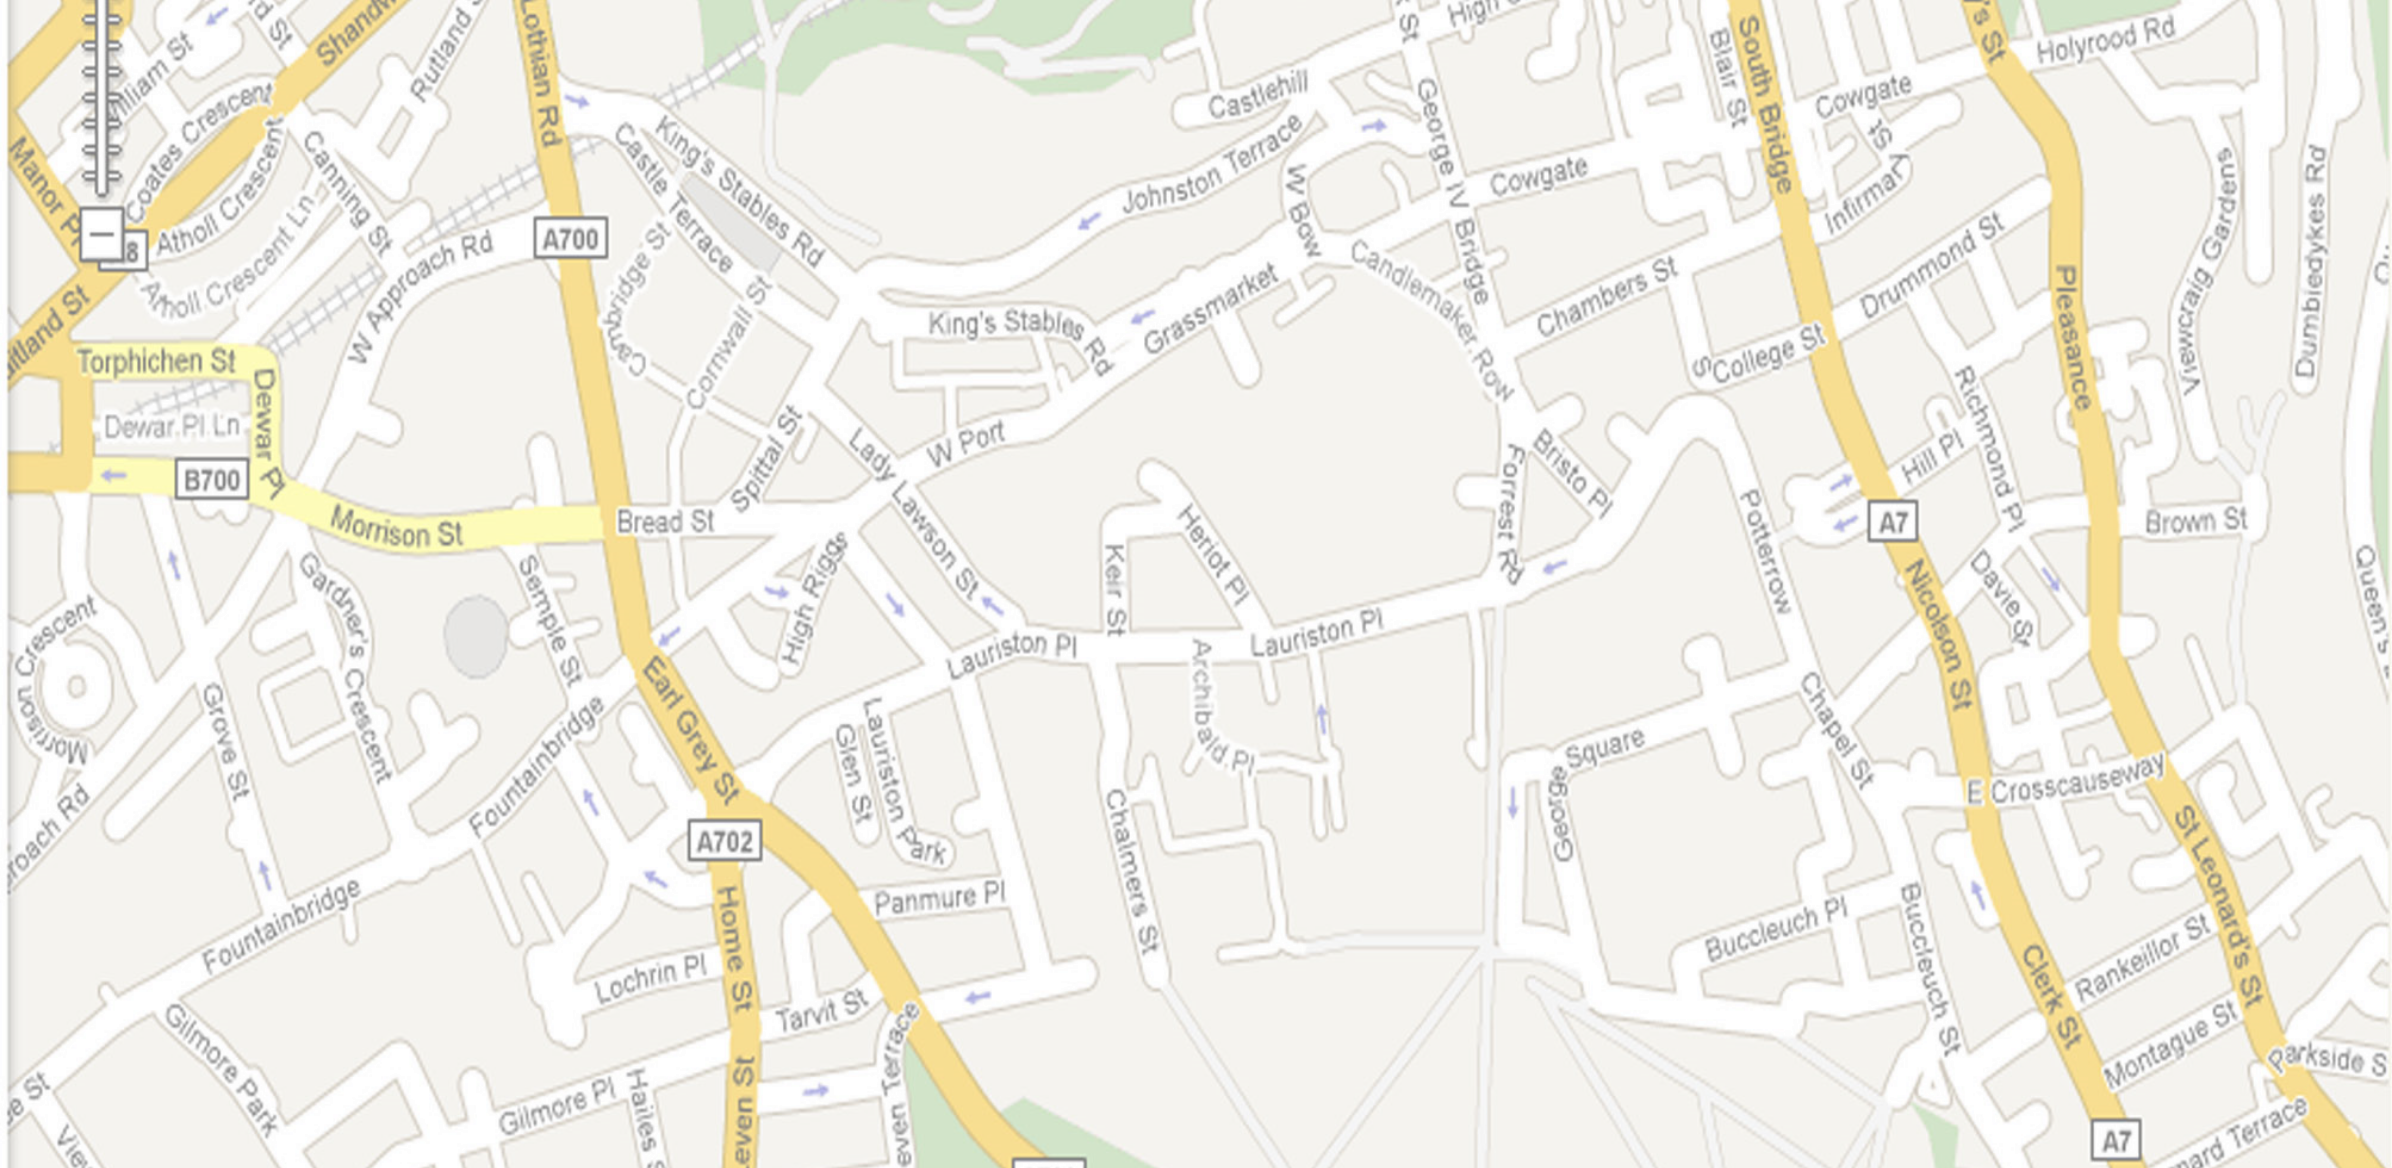 Lothian Rd
High
Holyrood Rd
South Bridge
Blair St
Castlehill
Cowgate
Coates Crescent
Canning St
King's Stables Rd
Castle Terrace
Johnston Terrace
George IV Bridge
W Bow
Cowgate
Infirmary St
Atholl Crescent
Atholl Crescent Ln
A700
W Approach Rd
Cambridge St
Cornwall St
Candlemaker Row
Chambers St
Drummond St
Pleasance
Viewcraig Gardens
Dumbiedykes Rd
Torphichen St
Dewar Pl
Dewar Pl Ln
King's Stables Rd
Grassmarket
S College St
Richmond Pl
Hill Pl
B700
Morrison St
Bread St
Spittal St
Lady Lawson St
W Port
Bristo Pl
Forrest Rd
Potterrow
A7
Brown St
Gardner's Crescent
Semple St
High Riggs
Keir St
Heriot Pl
Nicolson St
Davie St
Morrison Crescent
Grove St
Fountainbridge
Earl Grey St
Lauriston Pl
Lauriston Pl
Archibald Pl
Glen St
Lauriston Park
Chalmers St
George Square
Chapel St
E Crosscauseway
St Leonard's St
A702
Home St
Panmure Pl
Buccleuch Pl
Buccleuch St
Clerk St
Rankeillor St
Fountainbridge
Lochrin Pl
Tarvit St
Montague St
Parkside S
Gilmore Park
Gilmore Pl
Hailes S
Terrace
A7
Terrace